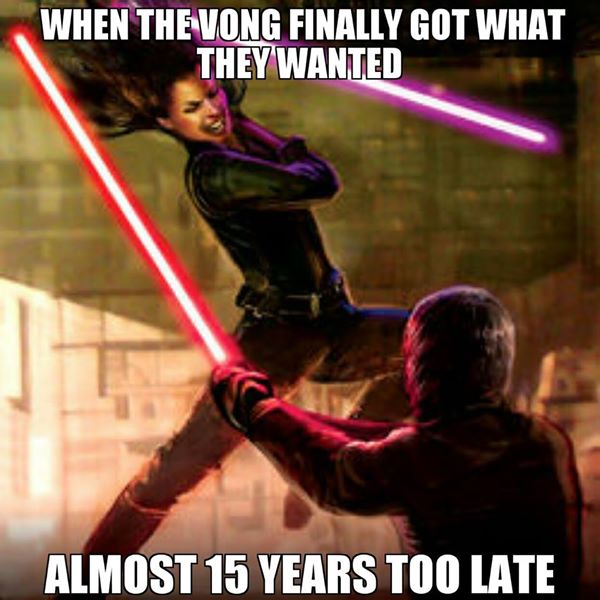 WHEN THE VONG FINALLY GOT WHAT
THEY WANTED
ALMOST 15 YEARS TOO LATE